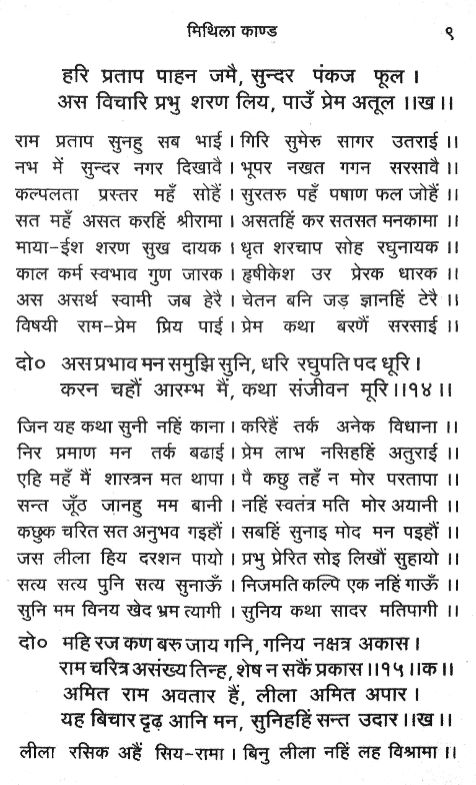 मिथिला काण्ड ९
हरि प्रताप पाहन जमै, सुन्दर पंकज फूल ।
अस विचारि प्रभु शरण लिय, पाउँ प्रेम अतूल ।।ख।।
राम प्रताप सुनहु सब भाई । गिरि सुमेरु सागर उतराई ।।
नभ में सुन्दर नगर दिखावै । भूपर नखत गगन सरसावै ।।
कल्पलता प्रस्तर महँ सोहैं । सुरतरु पहँ पषाण फल जोहैं ।।
सत महँ असत करहिं श्रीरामा । असतहिं कर सतसत मनकामा ।।
माया-ईश शरण सुख दायक । धृत शरचाप सोह रघुनायक ।।
काल कर्म स्वभाव गुण जारक । हृषीकेश उर प्रेरक धारक ।।
अस असर्थ स्वामी जब हेरै । चेतन बनि जड़ ज्ञानहिं टेरै ।।
विषयी राम-प्रेम प्रिय पाई । प्रेम कथा बरणैं सरसाई ।।
दो० असप्रभाव मन समुझि सुनि, धरि रघुपति पद धूरि ।
करन चहौं आरम्भ मैं, कथा संजीवन मूरि ।।१४।।
जिन यह कथा सुनी नहिं काना । करिहैं तर्क अनेक विधाना ।।
निर प्रमाण मन तर्क बढाई । प्रेम लाभ नसिहहिं अतुराई ।।
एहि महँ मैं शास्त्रन मत थापा । पै कछु तहँ न मोर परतापा ।।
सन्त जूँठ जानहु मम बानी । नहिं स्वतंत्र मति मोर अयानी ।।
कछुक चरित सत अनुभव गइहौं । सबहिं सुनाइ मोद मन पइहौं ।।
जस लीला हिय दरशन पायो । प्रभु प्रेरित सोइ लिखौं सुहायो ।।
सत्य सत्य पुनि सत्य सुनाऊँ । निजमति कल्पि एक नहिं गाऊँ ।।
सुनि मम विनय खेद भ्रम त्यागी । सुनिय कथा सादर मतिपागी ।।
दो० महि रज कण बरु जाय गनि, गनिय नक्षत्र अकास ।
राम चरित्र असंख्य तिन्ह, शेष न सकैं प्रकास ।।१५।।क।।
अमित राम अवतार हैं, लीला अमित अपार ।
यह बिचार दृढ़ आनि मन, सुनिहहिं सन्त उदार ।।ख।।
लीला रसिक अहैं सिय-रामा । बिनु लीला नहिं लह विश्रामा ।।